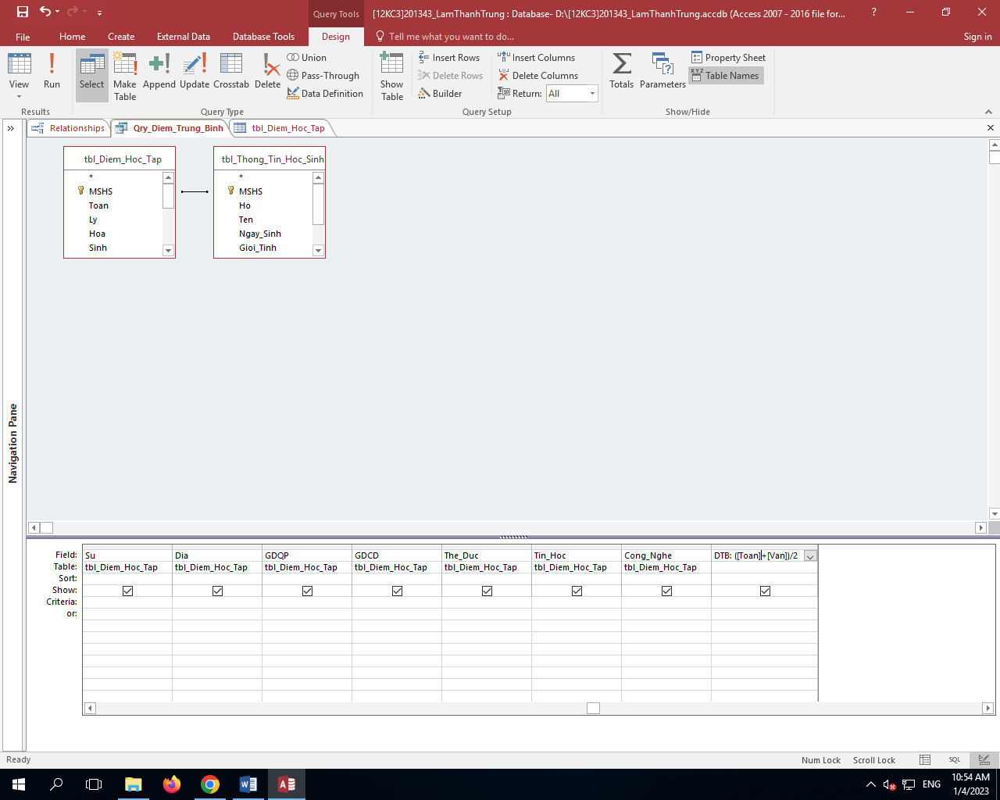 Query Tools
[12KC3]201343_LamThanhTrung : Database- D:\[12KC3]201343_LamThanhTrung.accdb (Access 2007 - 2016 file for...
?
File Home Create External Data Database Tools Design Tell me what you want to do... Sign in
View
Run
Select
Make Table
Append
Update
Crosstab
Delete
Union
Pass-Through
Data Definition
Show Table
Insert Rows
Delete Rows
Builder
Insert Columns
Delete Columns
Return: All
Totals
Parameters
Property Sheet
XYZ Table Names
Results Query Type Query Setup Show/Hide
Relationships Qry_Diem_Trung_Binh tbl_Diem_Hoc_Tap
Navigation Pane
tbl_Diem_Hoc_Tap
*
MSHS
Toan
Ly
Hoa
Sinh
tbl_Thong_Tin_Hoc_Sinh
*
MSHS
Ho
Ten
Ngay_Sinh
Gioi_Tinh
Field: Su Dia GDQP GDCD The_Duc Tin_Hoc Cong_Nghe DTB: ([Toan]+[Van])/2
Table: tbl_Diem_Hoc_Tap tbl_Diem_Hoc_Tap tbl_Diem_Hoc_Tap tbl_Diem_Hoc_Tap tbl_Diem_Hoc_Tap tbl_Diem_Hoc_Tap tbl_Diem_Hoc_Tap
Sort:
Show:
Criteria:
or:
Ready Num Lock Scroll Lock SQL
ENG
10:54 AM
1/4/2023